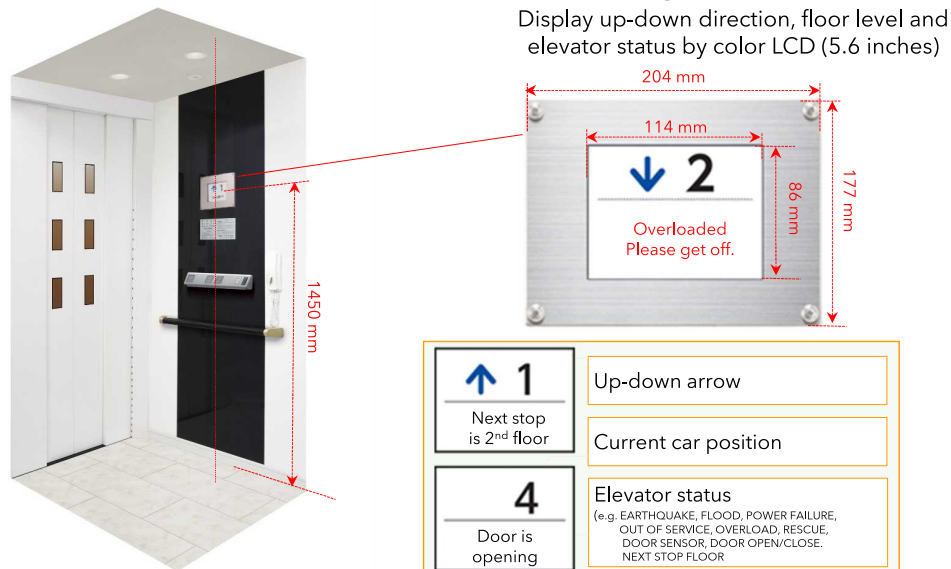 Display up-down direction, floor level and
elevator status by color LCD (5.6 inches)
204 mm
114 mm
2
86 mm
177 mm
Overloaded
Please get off.
1450 mm
1
Next stop
is 2nd floor
Up-down arrow
Current car position
4
Door is
opening
Elevator status
(e.g. EARTHQUAKE, FLOOD, POWER FAILURE,
OUT OF SERVICE, OVERLOAD, RESCUE,
DOOR SENSOR, DOOR OPEN/CLOSE.
NEXT STOP FLOOR